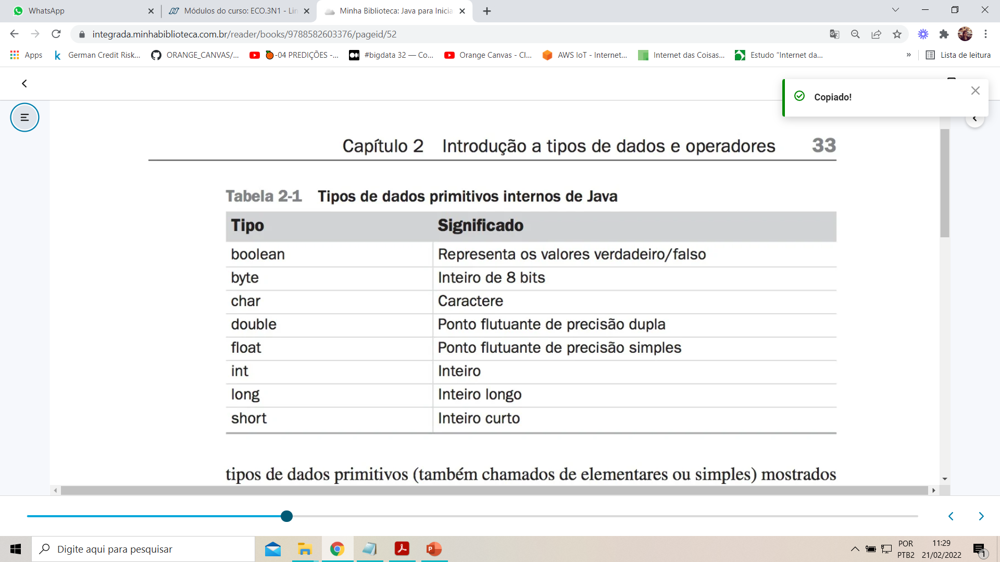 WhatsApp
Módulos do curso: ECO.3N1 - Lin
Minha Biblioteca: Java para Inicia
integrada.minhabiblioteca.com.br/reader/books/9788582603376/pageid/52
Apps
German Credit Risk...
ORANGE_CANVAS/...
-04 PREDIÇÕES -...
#bigdata 32 — Co...
Orange Canvas - Cl...
AWS IoT - Internet...
Internet das Coisas...
Estudo “Internet da...
»
Lista de leitura
Copiado!
Capítulo 2 Introdução a tipos de dados e operadores 33
Tabela 2-1 Tipos de dados primitivos internos de Java
Tipo Significado
boolean Representa os valores verdadeiro/falso
byte Inteiro de 8 bits
char Caractere
double Ponto flutuante de precisão dupla
float Ponto flutuante de precisão simples
int Inteiro
long Inteiro longo
short Inteiro curto
tipos de dados primitivos (também chamados de elementares ou simples) mostrados
Digite aqui para pesquisar
POR
PTB2
11:29
21/02/2022
1